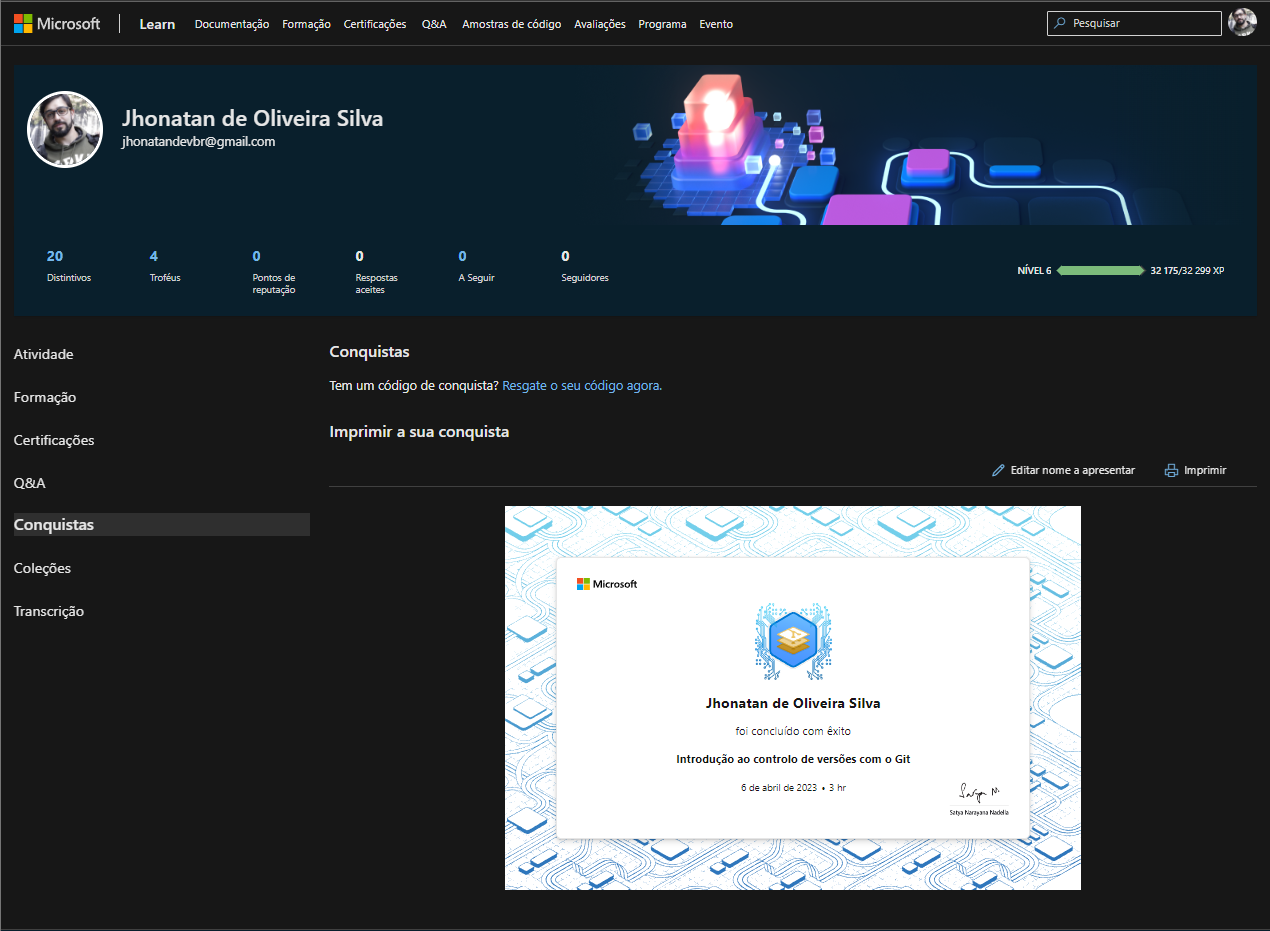 Microsoft
Learn
Documentação
Formação
Certificações
Q&A
Amostras de código
Avaliações
Programa
Evento
Pesquisar
Jhonatan de Oliveira Silva
jhonatandevbr@gmail.com
20
Distintivos
4
Troféus
0
Pontos de
reputação
0
Respostas
aceites
0
A Seguir
0
Seguidores
NÍVEL 6
32 175/32 299 XP
Atividade
Formação
Certificações
Q&A
Conquistas
Coleções
Transcrição
Conquistas
Tem um código de conquista? Resgate o seu código agora.
Imprimir a sua conquista
Editar nome a apresentar
Imprimir
Microsoft
Jhonatan de Oliveira Silva
foi concluído com êxito
Introdução ao controlo de versões com o Git
6 de abril de 2023 • 3 hr
Satya N.
Satya Narayana Nadella